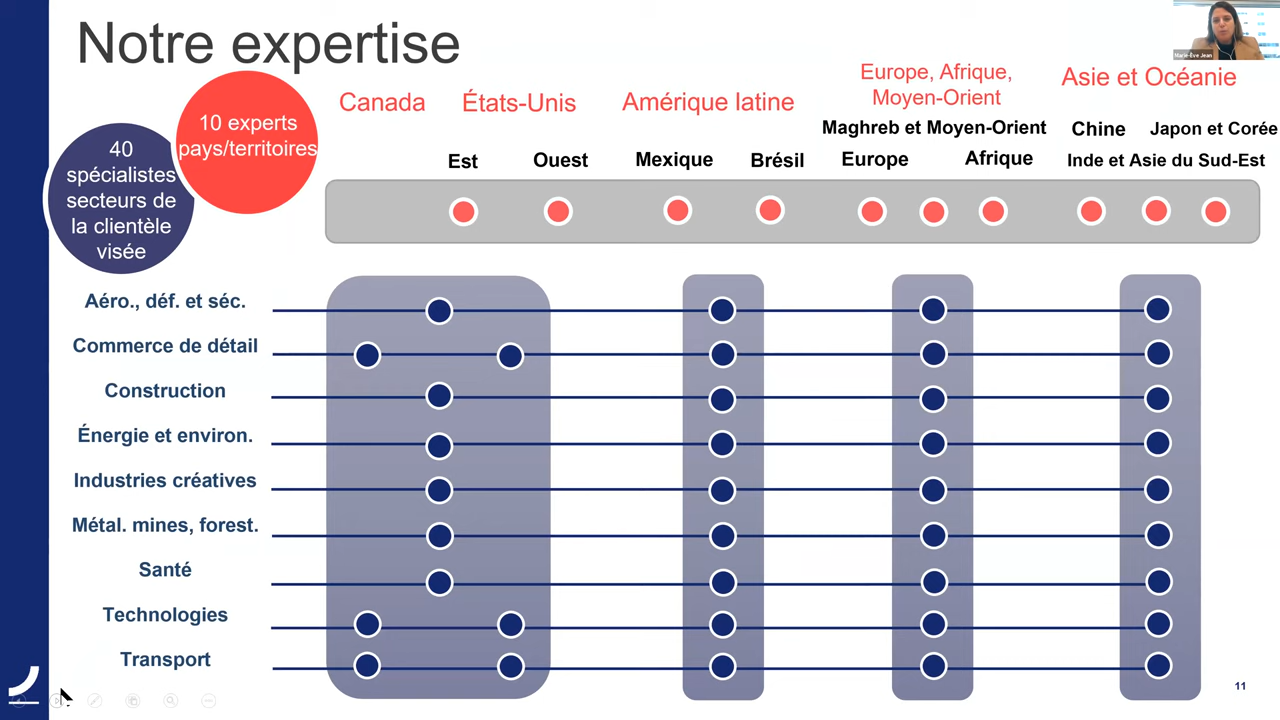 Notre expertise
Marie-Ève Jean
10 experts
pays/territoires
40
spécialistes
secteurs de
la clientèle
visée
Canada
États-Unis
Amérique latine
Europe, Afrique,
Moyen-Orient
Asie et Océanie
Maghreb et Moyen-Orient
Chine
Japon et Corée
Est
Ouest
Mexique
Brésil
Europe
Afrique
Inde et Asie du Sud-Est
Aéro., déf. et séc.
Commerce de détail
Construction
Énergie et environ.
Industries créatives
Métal. mines, forest.
Santé
Technologies
Transport
11